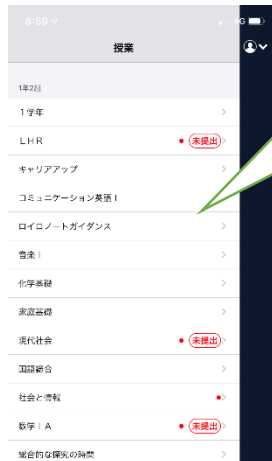 8:59
4G
授業
1年2組
1学年
LHR
未提出
キャリアアップ
コミュニケーション英語Ⅰ
ロイロノートガイダンス
音楽Ⅰ
化学基礎
家庭基礎
現代社会
未提出
国語総合
社会と情報
数学ⅠA
未提出
総合的な探究の時間